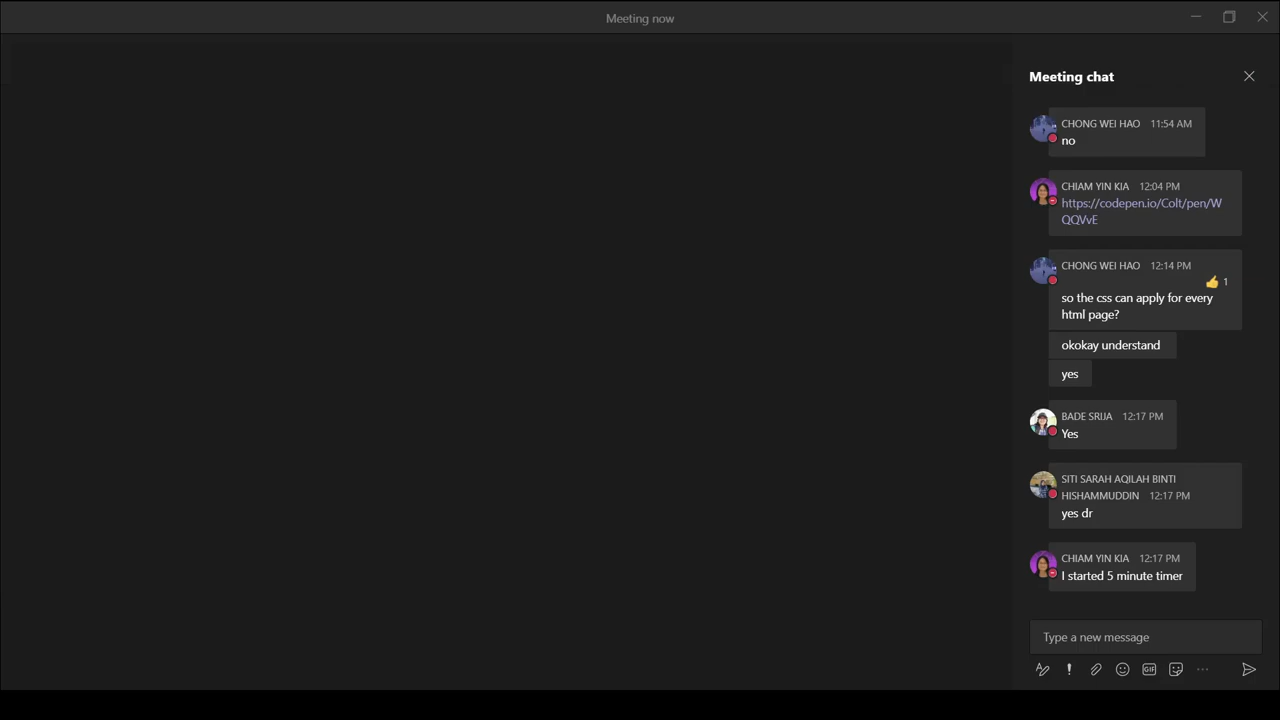 Meeting now
Meeting chat
CHONG WEI HAO 11:54 AM
no
CHIAM YIN KIA 12:04 PM
https://codepen.io/Colt/pen/W
QQVvE
CHONG WEI HAO 12:14 PM
1
so the css can apply for every
html page?
okokay understand
yes
BADE SRIJA 12:17 PM
Yes
SITI SARAH AQILAH BINTI
HISHAMMUDDIN 12:17 PM
yes dr
CHIAM YIN KIA 12:17 PM
I started 5 minute timer
Type a new message
GIF